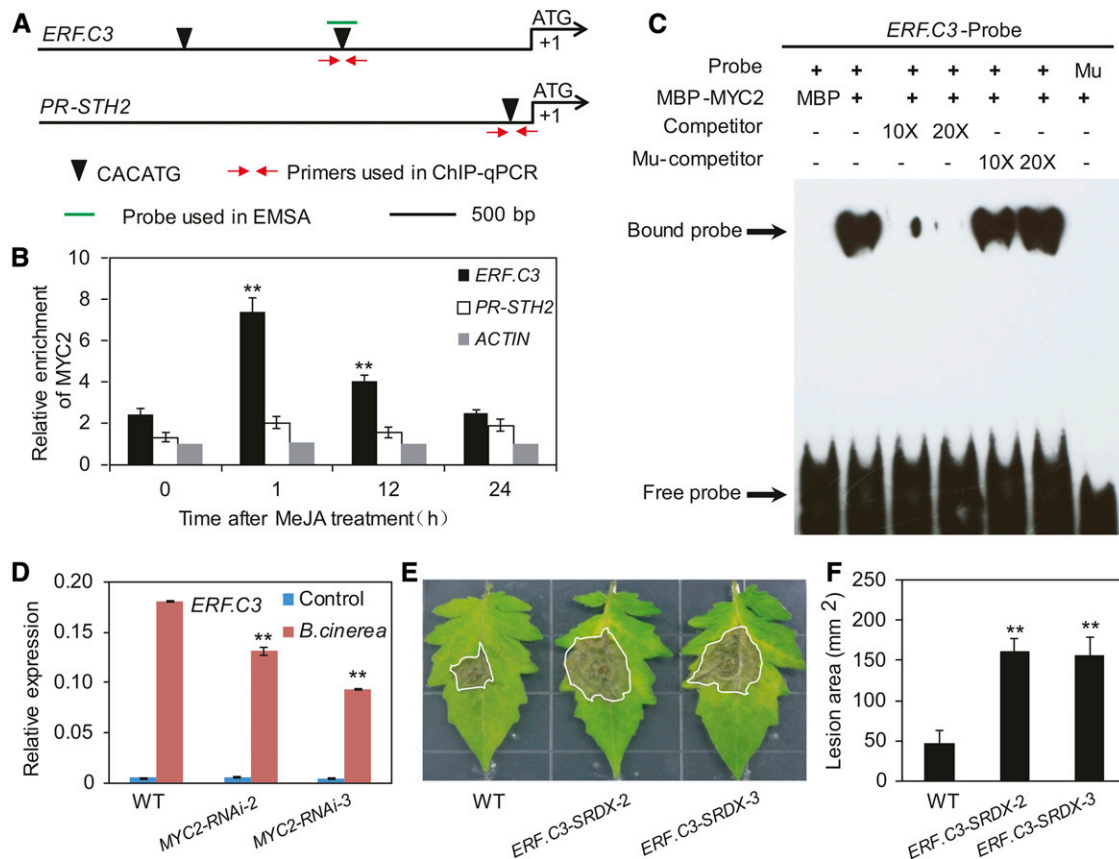 A
ERF.C3
ATG
+1
PR-STH2
ATG
+1
CACATG
Primers used in ChIP-qPCR
Probe used in EMSA
500 bp
B
Relative enrichment
of MYC2
10
8
6
4
2
0
**
**
ERF.C3
PR-STH2
ACTIN
0 1 12 24
Time after MeJA treatment(h)
C
ERF.C3-Probe
Probe + + + + + + Mu
MBP-MYC2 MBP + + + + + +
Competitor - - 10X 20X - - -
Mu-competitor - - - - 10X 20X -
Bound probe
Free probe
D
Relative expression
0.20
0.15
0.10
0.05
0
ERF.C3
Control
B.cinerea
**
**
WT
MYC2-RNAi-2
MYC2-RNAi-3
E
WT
ERF.C3-SRDX-2
ERF.C3-SRDX-3
F
Lesion area (mm 2)
250
200
150
100
50
0
**
**
WT
ERF.C3-SRDX-2
ERF.C3-SRDX-3